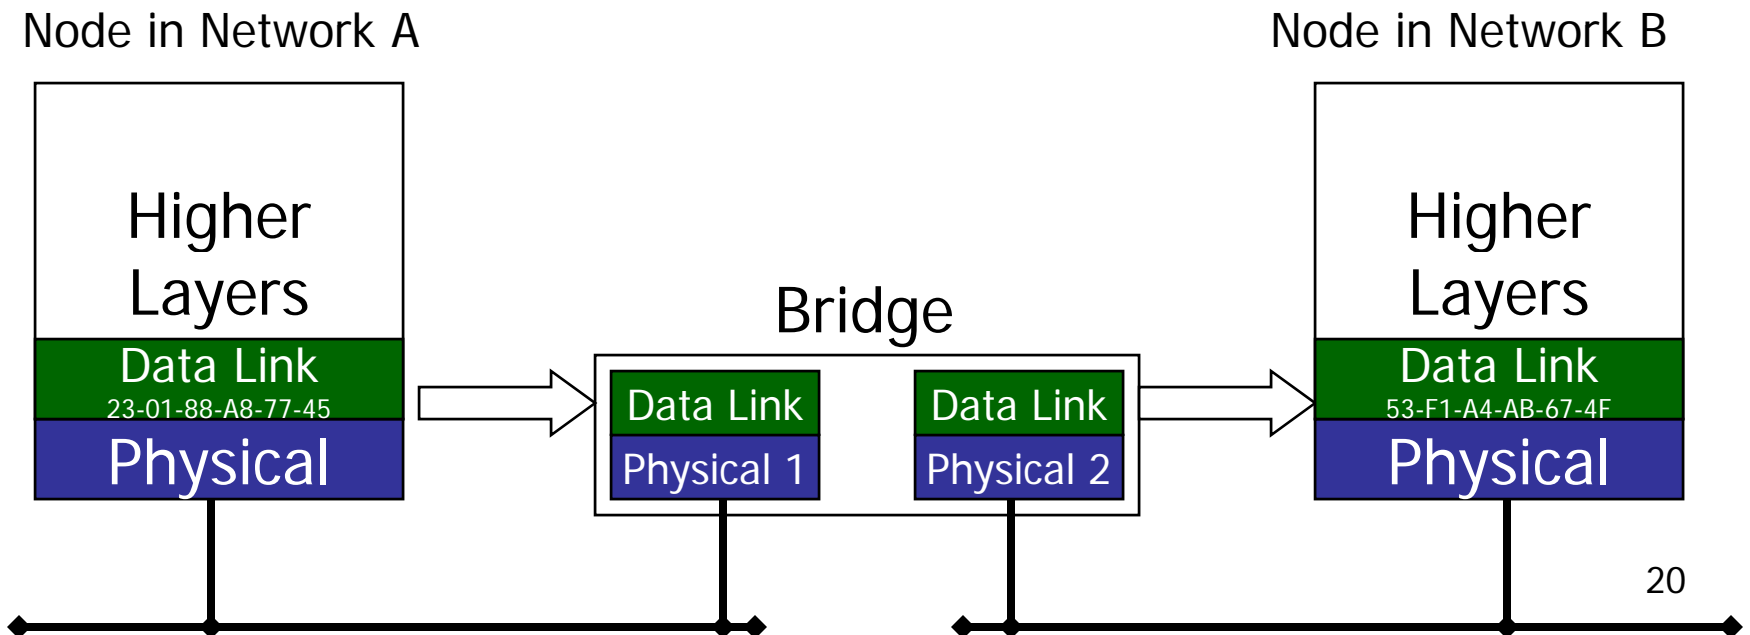 Node in Network A
Node in Network B
Higher
Layers
Data Link
23-01-88-A8-77-45
Physical
Bridge
Data Link
Physical 1
Data Link
Physical 2
Higher
Layers
Data Link
53-F1-A4-AB-67-4F
Physical
20